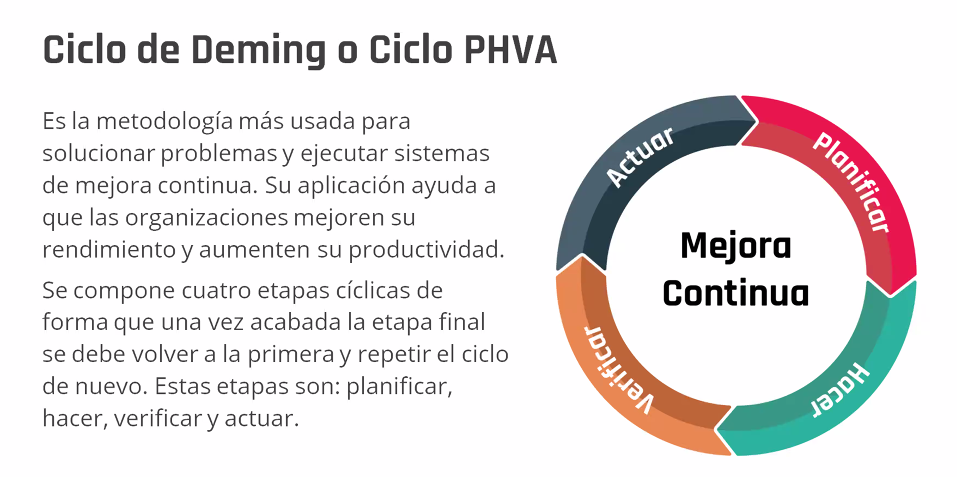 Ciclo de Deming o Ciclo PHVA
Es la metodología más usada para
solucionar problemas y ejecutar sistemas
de mejora continua. Su aplicación ayuda a
que las organizaciones mejoren su
rendimiento y aumenten su productividad.
Se compone cuatro etapas cíclicas de
forma que una vez acabada la etapa final
se debe volver a la primera y repetir el ciclo
de nuevo. Estas etapas son: planificar,
hacer, verificar y actuar.
Planificar
Hacer
Verificar
Actuar
Mejora
Continua